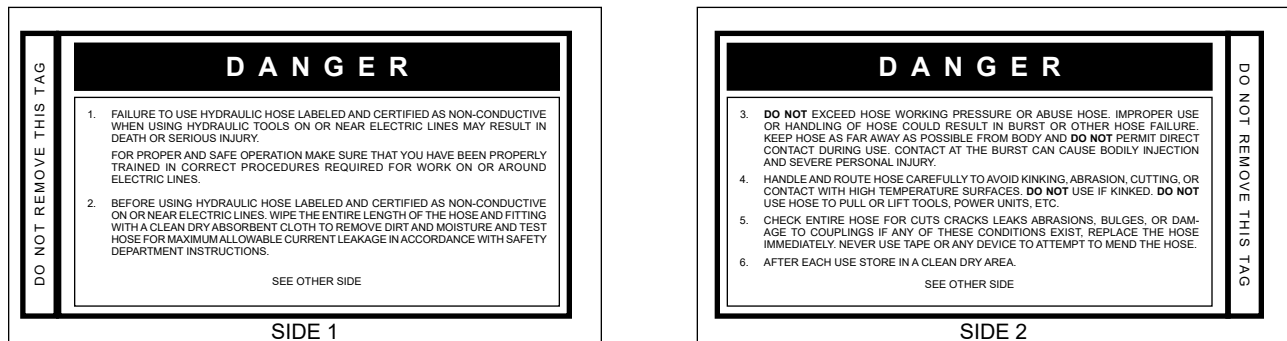 DO NOT REMOVE THIS TAG
DANGER
1. FAILURE TO USE HYDRAULIC HOSE LABELED AND CERTIFIED AS NON-CONDUCTIVE
WHEN USING HYDRAULIC TOOLS ON OR NEAR ELECTRIC LINES MAY RESULT IN
DEATH OR SERIOUS INJURY.
FOR PROPER AND SAFE OPERATION MAKE SURE THAT YOU HAVE BEEN PROPERLY
TRAINED IN CORRECT PROCEDURES REQUIRED FOR WORK ON OR AROUND
ELECTRIC LINES.
2. BEFORE USING HYDRAULIC HOSE LABELED AND CERTIFIED AS NON-CONDUCTIVE
ON OR NEAR ELECTRIC LINES. WIPE THE ENTIRE LENGTH OF THE HOSE AND FITTING
WITH A CLEAN DRY ABSORBENT CLOTH TO REMOVE DIRT AND MOISTURE AND TEST
HOSE FOR MAXIMUM ALLOWABLE CURRENT LEAKAGE IN ACCORDANCE WITH SAFETY
DEPARTMENT INSTRUCTIONS.
SEE OTHER SIDE
SIDE 1
DANGER
3. DO NOT EXCEED HOSE WORKING PRESSURE OR ABUSE HOSE. IMPROPER USE
OR HANDLING OF HOSE COULD RESULT IN BURST OR OTHER HOSE FAILURE.
KEEP HOSE AS FAR AWAY AS POSSIBLE FROM BODY AND DO NOT PERMIT DIRECT
CONTACT DURING USE. CONTACT AT THE BURST CAN CAUSE BODILY INJECTION
AND SEVERE PERSONAL INJURY.
4. HANDLE AND ROUTE HOSE CAREFULLY TO AVOID KINKING, ABRASION, CUTTING, OR
CONTACT WITH HIGH TEMPERATURE SURFACES. DO NOT USE IF KINKED. DO NOT
USE HOSE TO PULL OR LIFT TOOLS, POWER UNITS, ETC.
5. CHECK ENTIRE HOSE FOR CUTS CRACKS LEAKS ABRASIONS, BULGES, OR DAM-
AGE TO COUPLINGS IF ANY OF THESE CONDITIONS EXIST, REPLACE THE HOSE
IMMEDIATELY. NEVER USE TAPE OR ANY DEVICE TO ATTEMPT TO MEND THE HOSE.
6. AFTER EACH USE STORE IN A CLEAN DRY AREA.
SEE OTHER SIDE
DO NOT REMOVE THIS TAG
SIDE 2